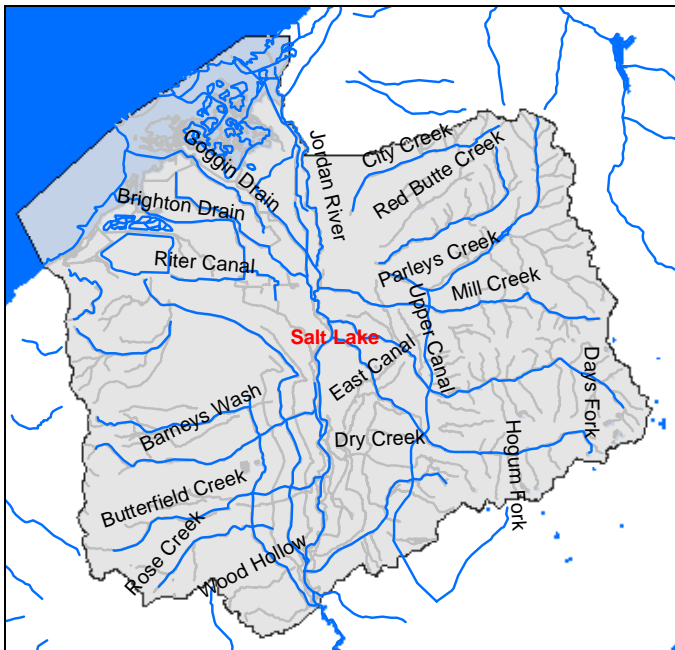 City Creek
Jordan River
Goggin Drain
Red Butte Creek
Brighton Drain
Riter Canal
Parleys Creek
Mill Creek
Upper Canal
Salt Lake
East Canal
Days Fork
Barneys Wash
Dry Creek
Hogum Fork
Butterfield Creek
Rose Creek
Wood Hollow